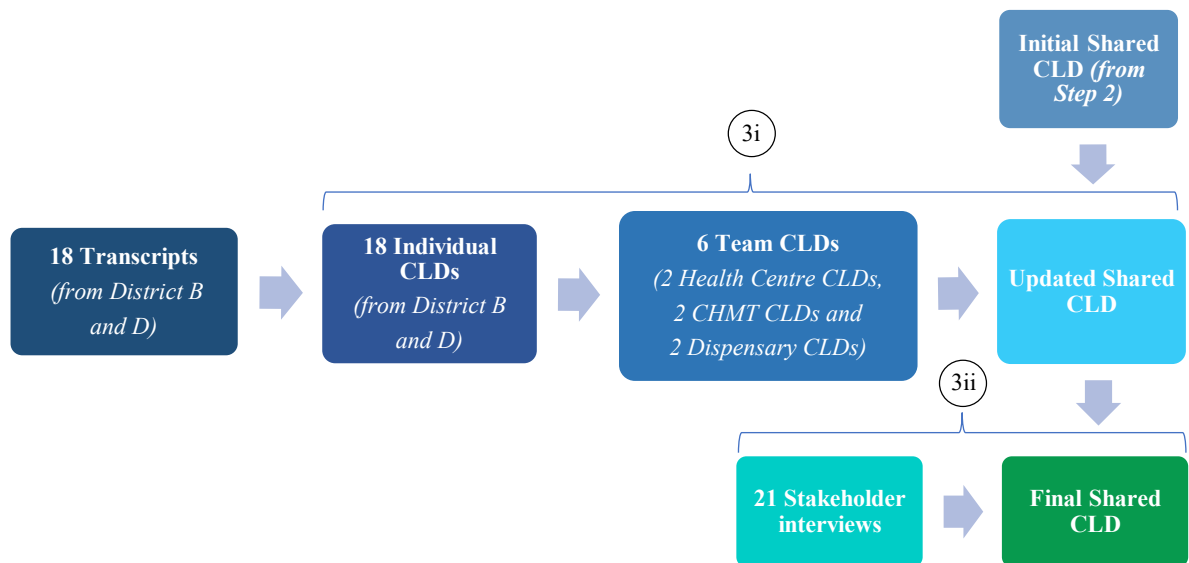 Initial Shared
CLD (from
Step 2)
3i
18 Transcripts
(from District B
and D)
18 Individual
CLDs
(from District B
and D)
6 Team CLDs
(2 Health Centre CLDs,
2 CHMT CLDs and
2 Dispensary CLDs)
Updated Shared
CLD
3ii
21 Stakeholder
interviews
Final Shared
CLD